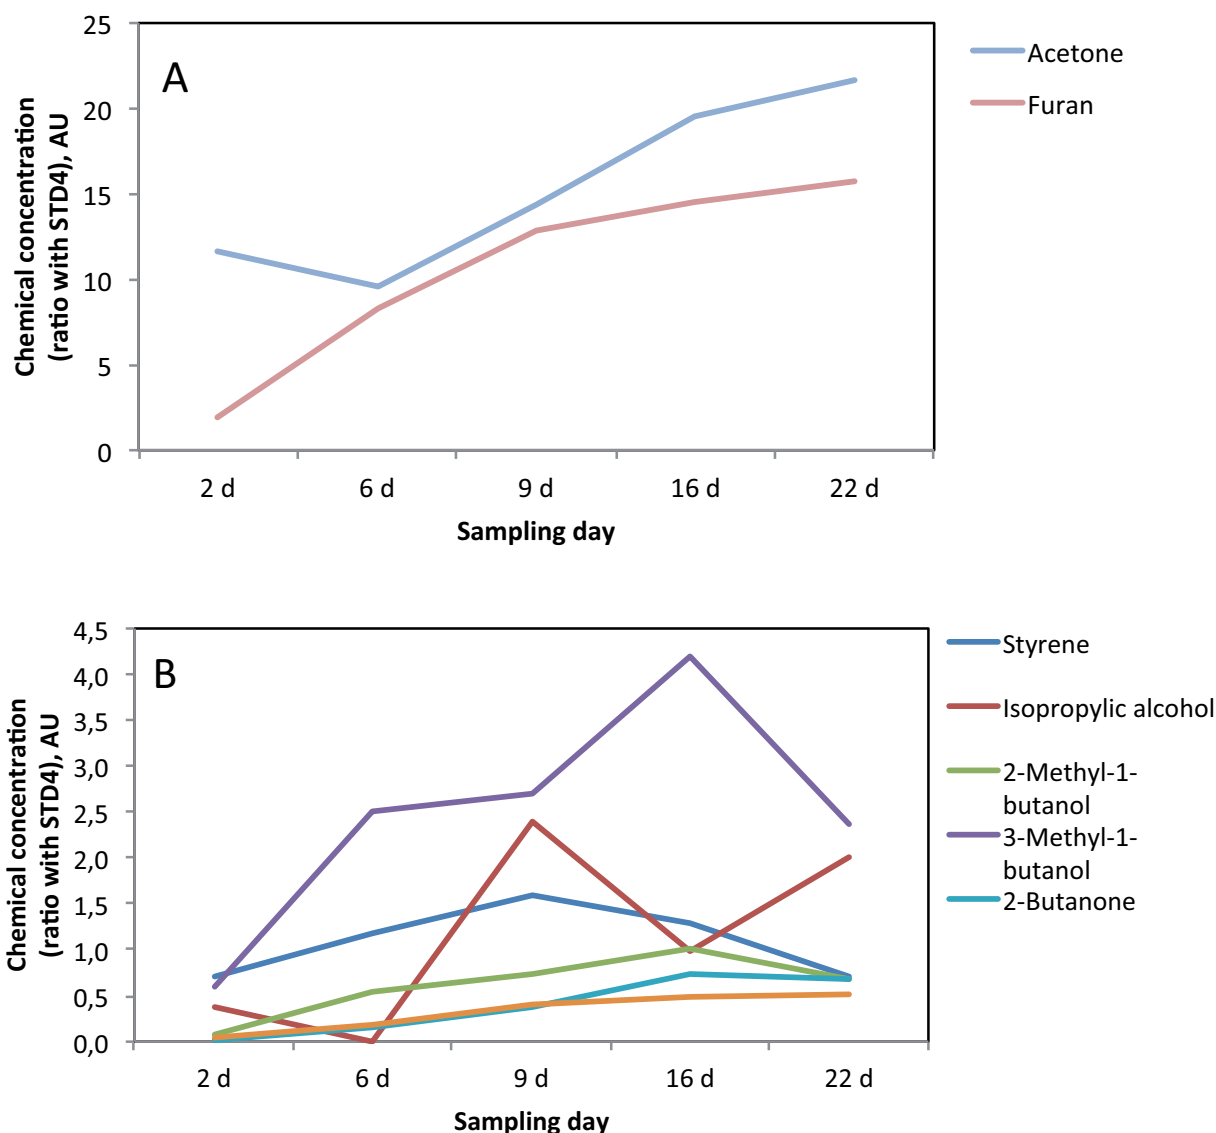 25
20
15
10
5
0
Chemical concentration
(ratio with STD4), AU
A
Acetone
Furan
2 d 6 d 9 d 16 d 22 d
Sampling day
4,5
4,0
3,5
3,0
2,5
2,0
1,5
1,0
0,5
0,0
Chemical concentration
(ratio with STD4), AU
B
Styrene
Isopropylic alcohol
2-Methyl-1-
butanol
3-Methyl-1-
butanol
2-Butanone
2 d 6 d 9 d 16 d 22 d
Sampling day